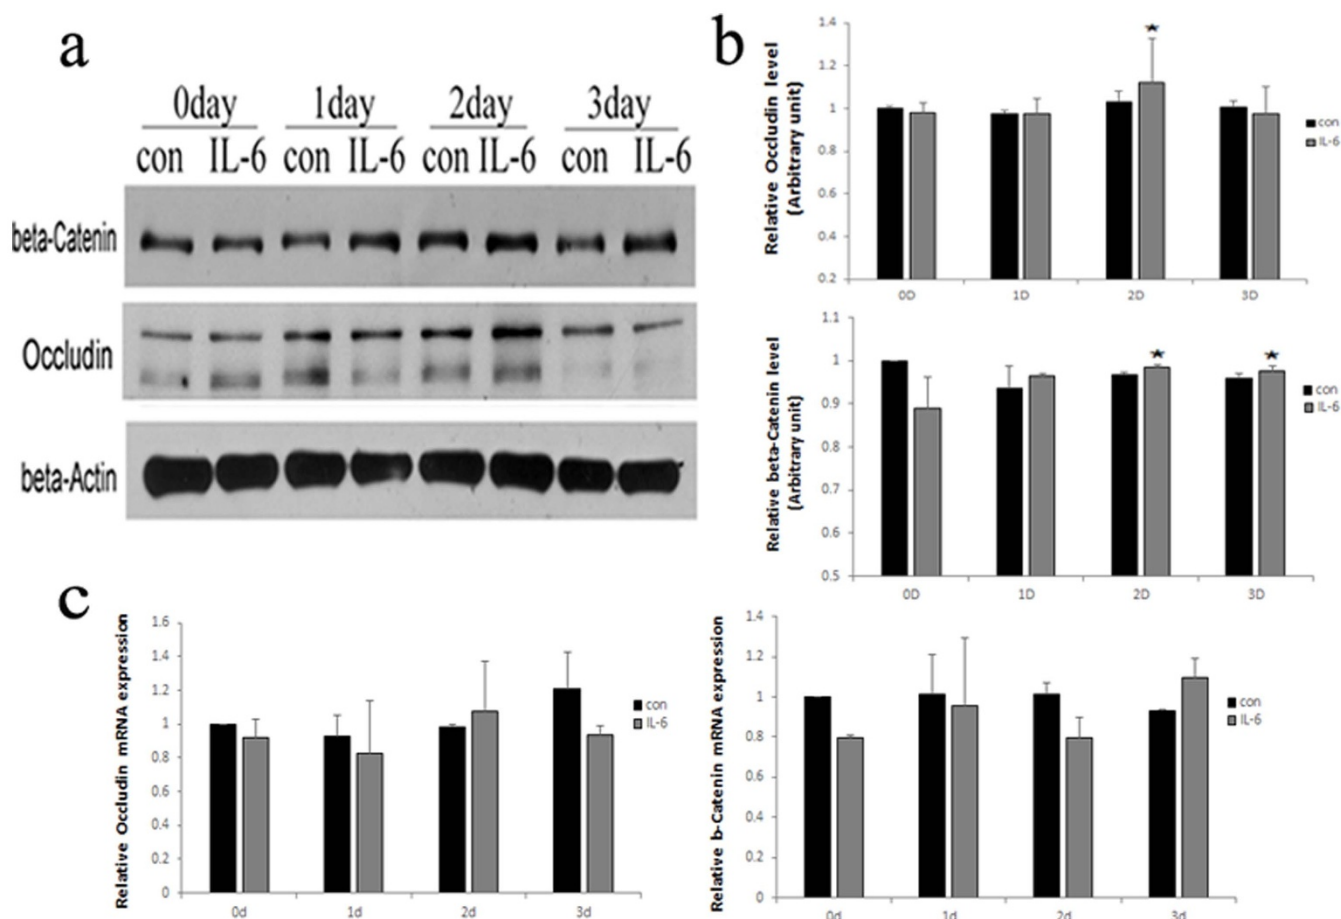 a
0day 1day 2day 3day
con IL-6 con IL-6 con IL-6 con IL-6
beta-Catenin
Occludin
beta-Actin
b
Relative Occludin level
(Arbitrary unit)
1.4
1.2
1
0.8
0.6
0.4
0.2
★
0D 1D 2D 3D
con
IL-6
Relative beta-Catenin level
(Arbitrary unit)
1.1
1
0.9
0.8
0.7
0.6
0.5
★ ★
0D 1D 2D 3D
con
IL-6
c
Relative Occludin mRNA expression
1.6
1.4
1.2
1
0.8
0.6
0.4
0.2
0
0d 1d 2d 3d
con
IL-6
Relative b-Catenin mRNA expression
1.4
1.2
1
0.8
0.6
0.4
0.2
0
0d 1d 2d 3d
con
IL-6